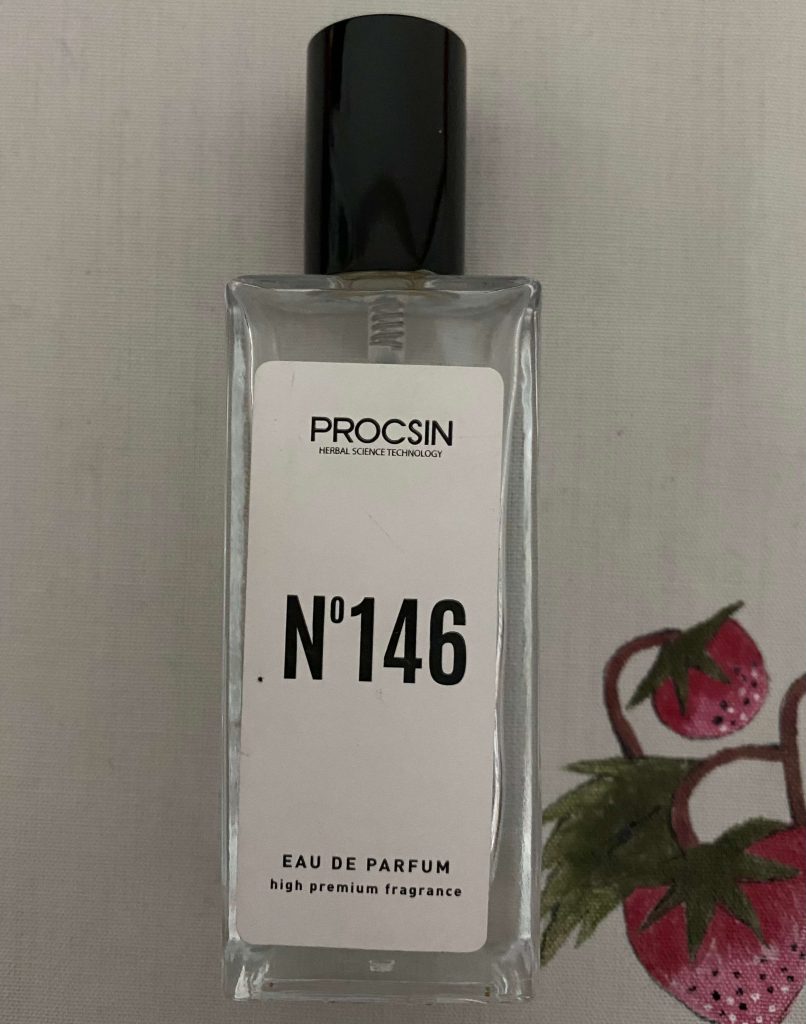 PROCSIN
HERBAL SCIENCE TECHNOLOGY
Nº146
EAU DE PARFUM
high premium fragrance